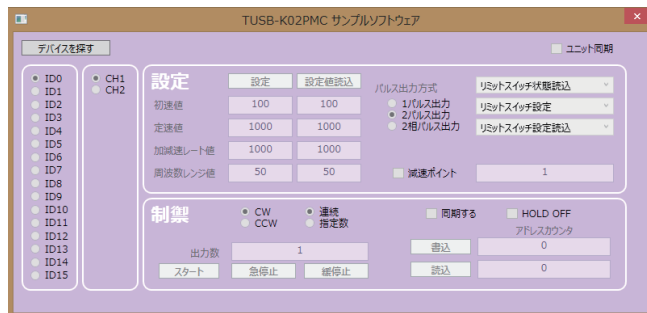 TUSB-K02PMC サンプルソフトウェア
デバイスを探す
ユニット同期
ID0
ID1
ID2
ID3
ID4
ID5
ID6
ID7
ID8
ID9
ID10
ID11
ID12
ID13
ID14
ID15
CH1
CH2
設定
設定 設定値読込
初速値 100 100
定速値 1000 1000
加減速レート値 1000 1000
周波数レンジ値 50 50
パルス出力方式
1パルス出力
2パルス出力
2相パルス出力
リミットスイッチ状態読込
リミットスイッチ設定
リミットスイッチ設定読込
減速ポイント 1
制禦
CW
CCW
連続
指定数
同期する
HOLD OFF
アドレスカウンタ
出力数 1
書込 0
スタート 急停止 緩停止
読込 0